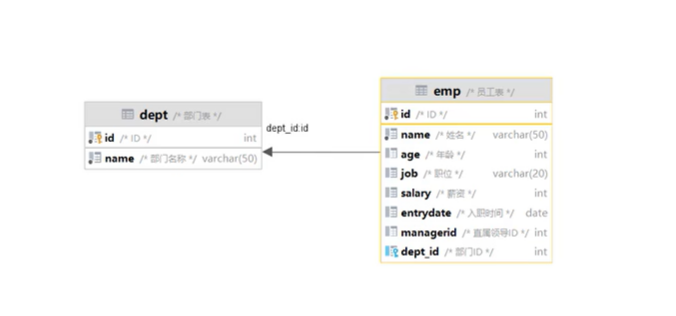 dept /* 部门表 */
id /* ID */ int
name /* 部门名称 */ varchar(50)
dept_id:id
emp /* 员工表 */
id /* ID */ int
name /* 姓名 */ varchar(50)
age /* 年龄 */ int
job /* 职位 */ varchar(20)
salary /* 薪资 */ int
entrydate /* 入职时间 */ date
managerid /* 直属领导ID */ int
dept_id /* 部门ID */ int